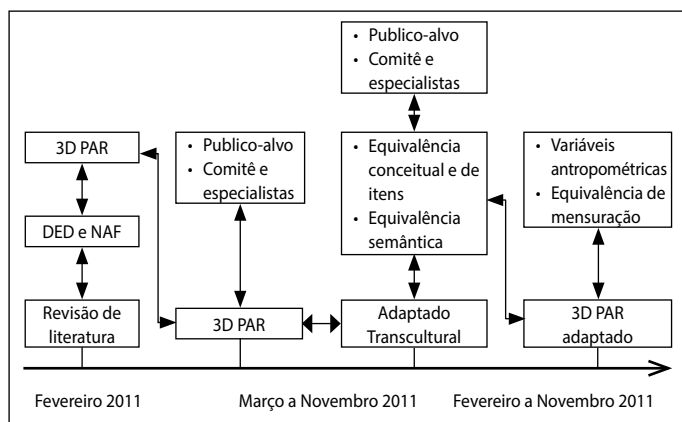 • Publico-alvo
• Comitê e
especialistas
3D PAR
• Publico-alvo
• Comitê e
especialistas
• Equivalência
conceitual e de
itens
• Equivalência
semântica
• Variáveis
antropométricas
• Equivalência de
mensuração
DED e NAF
Revisão de
literatura
3D PAR
Adaptado
Transcultural
3D PAR
adaptado
Fevereiro 2011
Março a Novembro 2011
Fevereiro a Novembro 2011